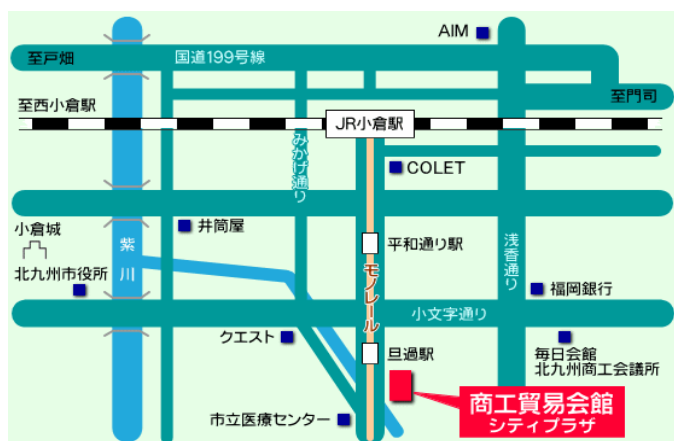 AIM
至戸畑
国道199号線
至門司
至西小倉駅
JR小倉駅
みかげ通り
COLET
小倉城
井筒屋
紫川
平和通り駅
浅香通り
北九州市役所
モノレール
福岡銀行
小文字通り
クエスト
旦過駅
毎日会館
北九州商工会議所
商工貿易会館
シティプラザ
市立医療センター